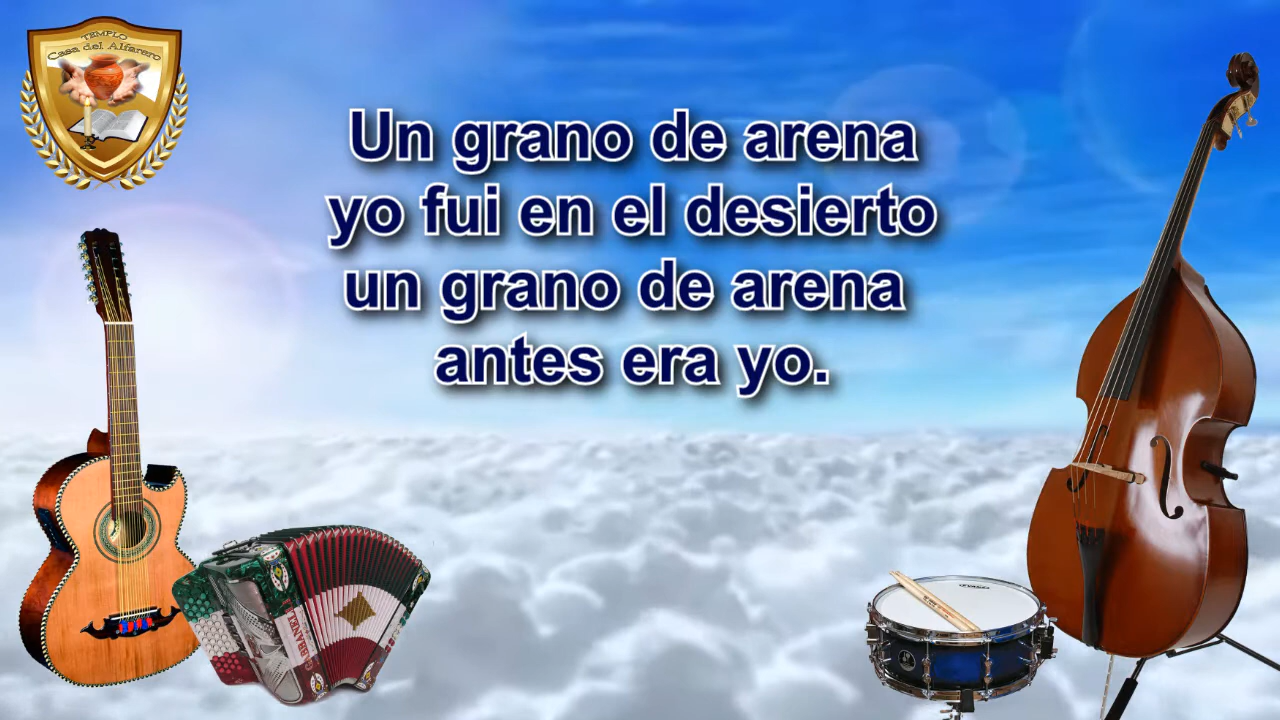 TEMPLO
Casa del Alfarero
Un grano de arena
yo fui en el desierto
un grano de arena
antes era yo.
GABBANELLI